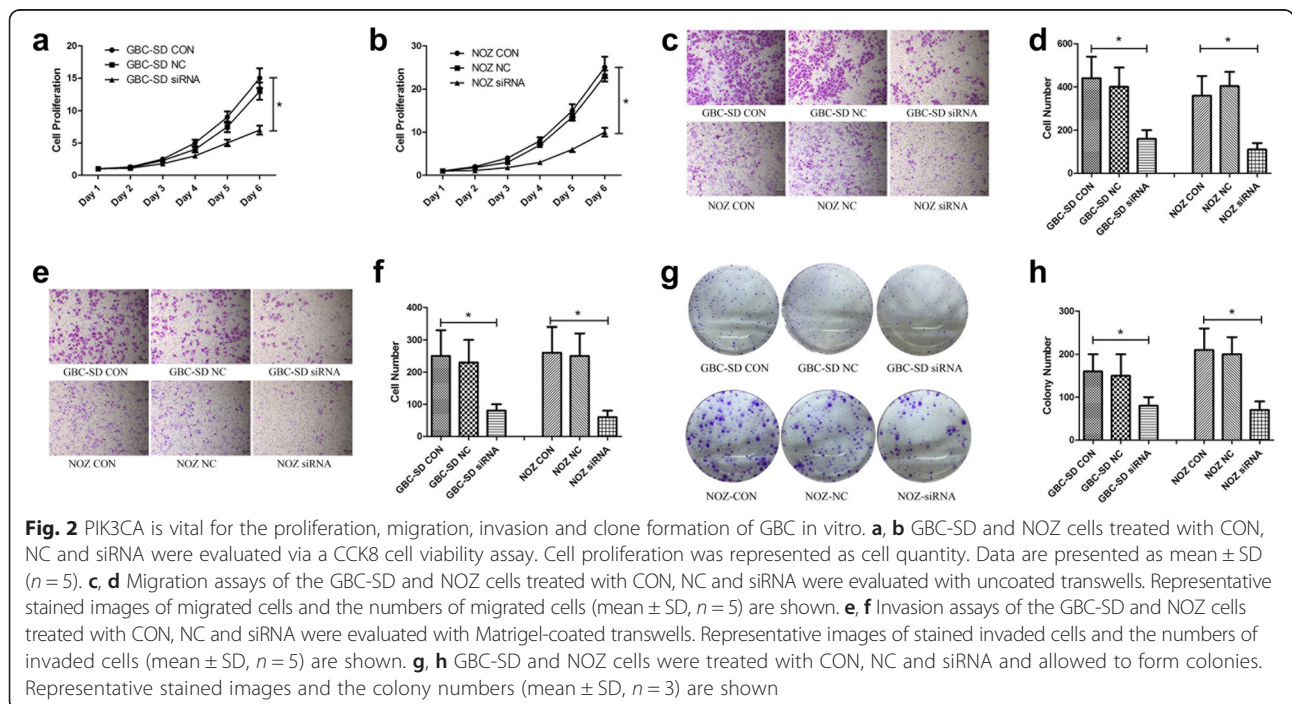 a
Cell Proliferation
20
15
10
5
0
GBC-SD CON
GBC-SD NC
GBC-SD siRNA
*
Day 1
Day 2
Day 3
Day 4
Day 5
Day 6
b
Cell Proliferation
30
20
10
0
NOZ CON
NOZ NC
NOZ siRNA
*
Day 1
Day 2
Day 3
Day 4
Day 5
Day 6
c
GBC-SD CON
GBC-SD NC
GBC-SD siRNA
NOZ CON
NOZ NC
NOZ siRNA
d
Cell Number
600
400
200
0
*
*
GBC-SD CON
GBC-SD NC
GBC-SD siRNA
NOZ CON
NOZ NC
NOZ siRNA
e
GBC-SD CON
GBC-SD NC
GBC-SD siRNA
NOZ CON
NOZ NC
NOZ siRNA
f
Cell Number
400
300
200
100
0
*
*
GBC-SD CON
GBC-SD NC
GBC-SD siRNA
NOZ CON
NOZ NC
NOZ siRNA
g
GBC-SD CON
GBC-SD NC
GBC-SD siRNA
NOZ-CON
NOZ-NC
NOZ-siRNA
h
Colony Number
300
200
100
0
*
*
GBC-SD CON
GBC-SD NC
GBC-SD siRNA
NOZ CON
NOZ NC
NOZ siRNA
Fig. 2 PIK3CA is vital for the proliferation, migration, invasion and clone formation of GBC in vitro. a, b GBC-SD and NOZ cells treated with CON,
NC and siRNA were evaluated via a CCK8 cell viability assay. Cell proliferation was represented as cell quantity. Data are presented as mean ± SD
(n = 5). c, d Migration assays of the GBC-SD and NOZ cells treated with CON, NC and siRNA were evaluated with uncoated transwells. Representative
stained images of migrated cells and the numbers of migrated cells (mean ± SD, n = 5) are shown. e, f Invasion assays of the GBC-SD and NOZ cells
treated with CON, NC and siRNA were evaluated with Matrigel-coated transwells. Representative images of stained invaded cells and the numbers of
invaded cells (mean ± SD, n = 5) are shown. g, h GBC-SD and NOZ cells were treated with CON, NC and siRNA and allowed to form colonies.
Representative stained images and the colony numbers (mean ± SD, n = 3) are shown